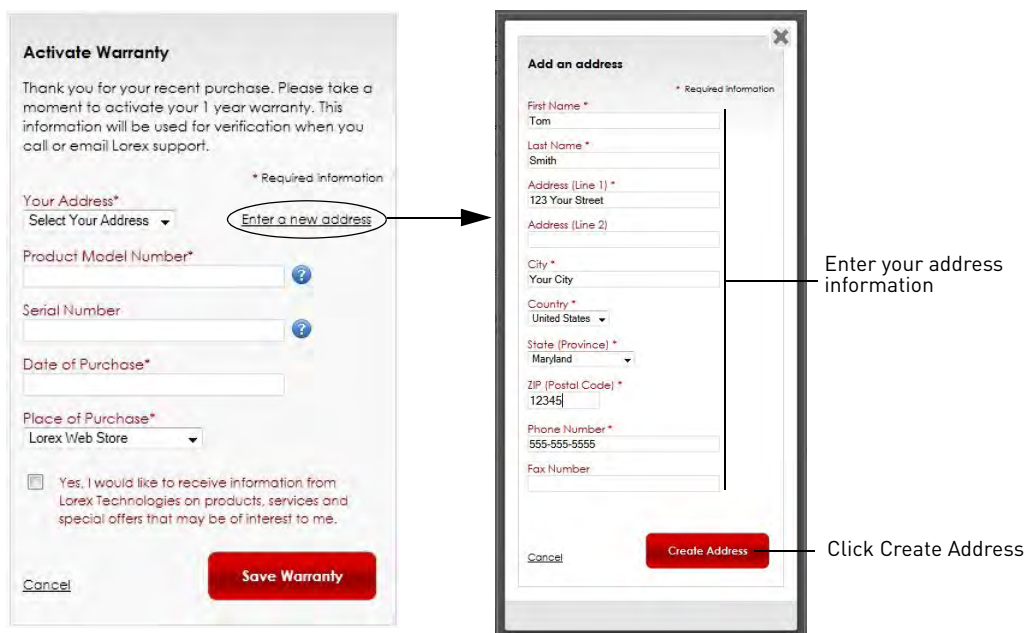 Activate Warranty
Thank you for your recent purchase. Please take a
moment to activate your 1 year warranty. This
information will be used for verification when you
call or email Lorex support.
* Required information
Your Address*
Select Your Address
Enter a new address
Product Model Number*
?
Serial Number
?
Date of Purchase*
Place of Purchase*
Lorex Web Store
Yes, I would like to receive information from
Lorex Technologies on products, services and
special offers that may be of interest to me.
Cancel
Save Warranty
Add an address
* Required information
First Name *
Tom
Last Name *
Smith
Address (Line 1) *
123 Your Street
Address (Line 2)
City *
Your City
Country *
United States
State (Province) *
Maryland
ZIP (Postal Code) *
12345
Phone Number *
555-555-5555
Fax Number
Cancel
Create Address
Enter your address
information
Click Create Address